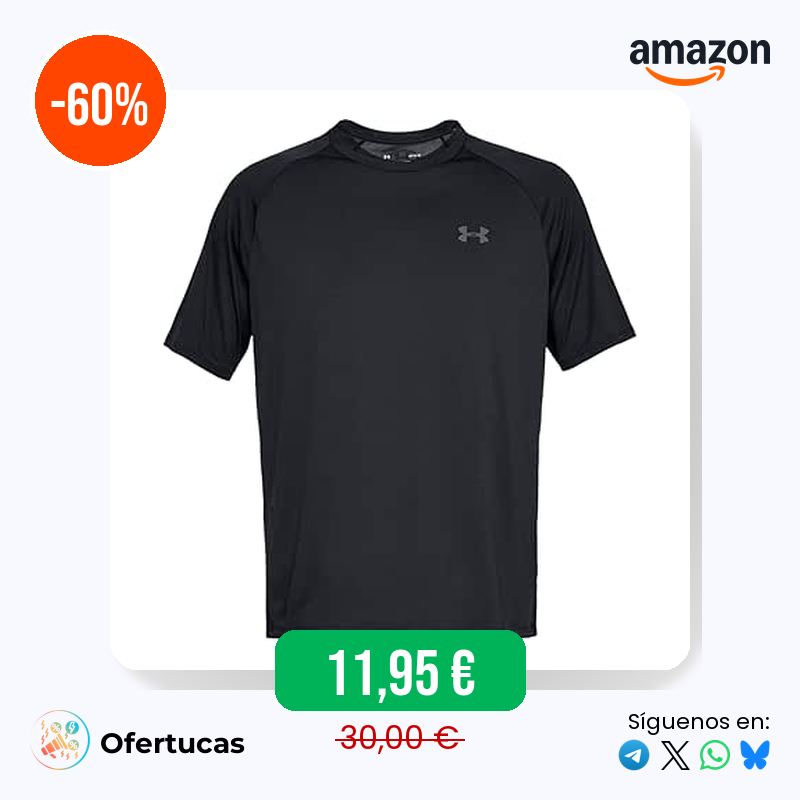 -60%
amazon
11,95 €
30,00 €
Ofertucas
Síguenos en: